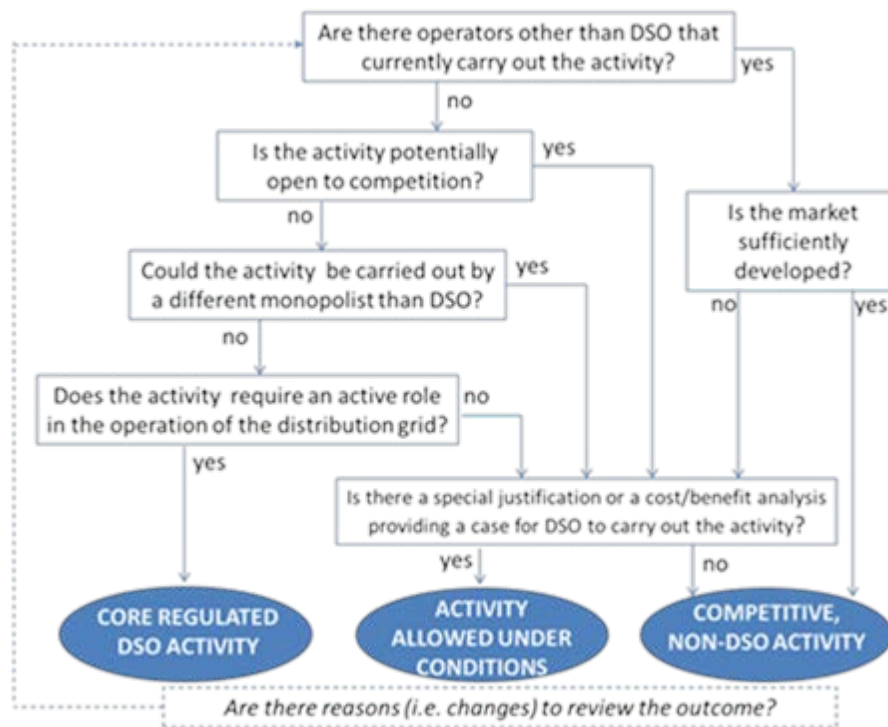 Are there operators other than DSO that
currently carry out the activity?
yes
no
Is the activity potentially
open to competition?
yes
no
Is the market
sufficiently
developed?
Could the activity be carried out by
a different monopolist than DSO?
yes
no
yes
no
Does the activity require an active role
in the operation of the distribution grid?
no
yes
Is there a special justification or a cost/benefit analysis
providing a case for DSO to carry out the activity?
yes
no
CORE REGULATED
DSO ACTIVITY
ACTIVITY
ALLOWED UNDER
CONDITIONS
COMPETITIVE,
NON-DSO ACTIVITY
Are there reasons (i.e. changes) to review the outcome?